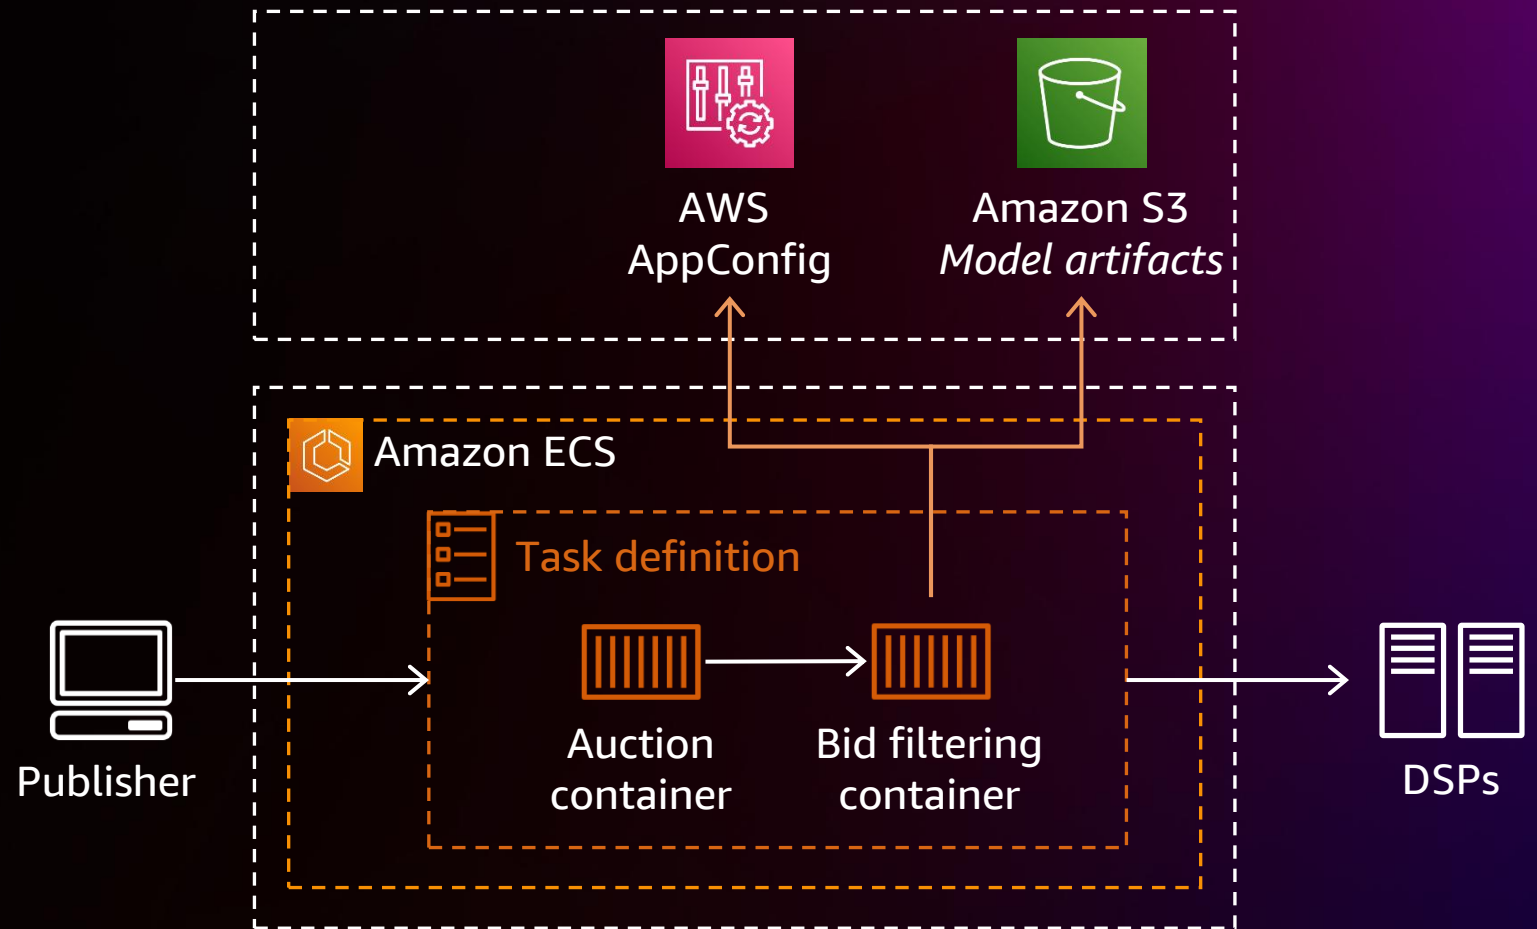 AWS
AppConfig
Amazon S3
Model artifacts
Amazon ECS
Task definition
Publisher
Auction
container
Bid filtering
container
DSPs